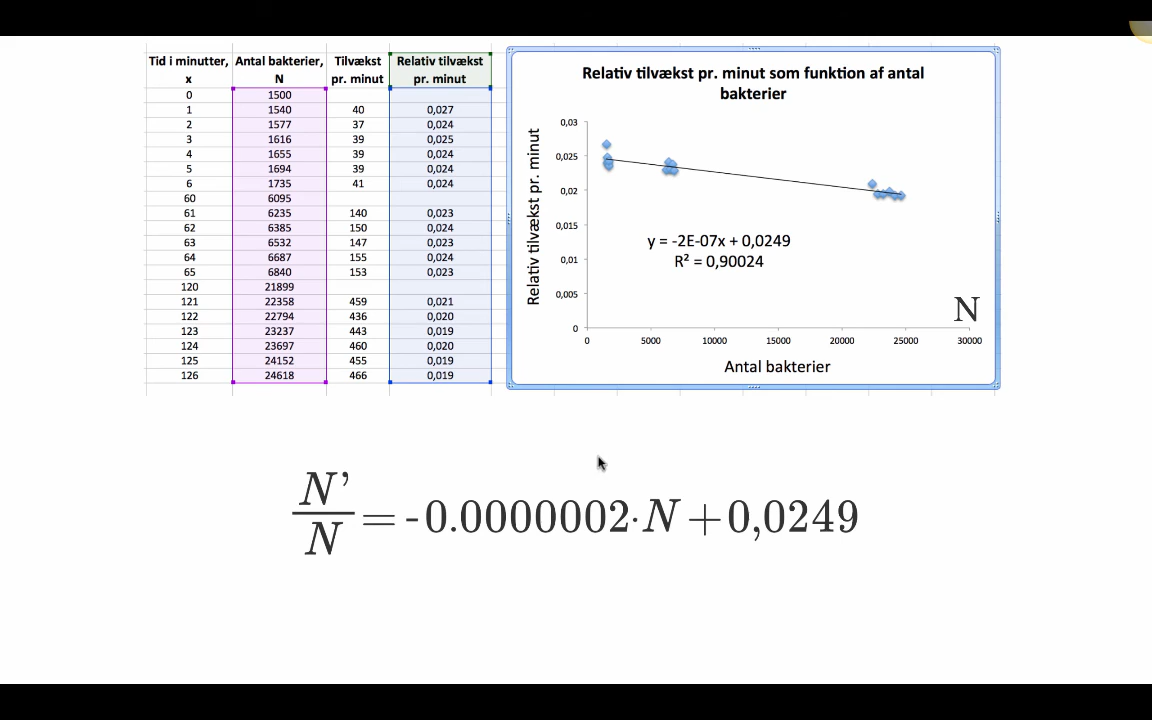 Tid i minutter, x	Antal bakterier, N	Tilvækst pr. minut	Relativ tilvækst pr. minut
0	1500
1	1540	40	0,027
2	1577	37	0,024
3	1616	39	0,025
4	1655	39	0,024
5	1694	39	0,024
6	1735	41	0,024
60	6095
61	6235	140	0,023
62	6385	150	0,024
63	6532	147	0,023
64	6687	155	0,024
65	6840	153	0,023
120	21899
121	22358	459	0,021
122	22794	436	0,020
123	23237	443	0,019
124	23697	460	0,020
125	24152	455	0,019
126	24618	466	0,019
Relativ tilvækst pr. minut som funktion af antal
bakterier
Relativ tilvækst pr. minut
0,03
0,025
0,02
0,015
0,01
0,005
0
y = -2E-07x + 0,0249
R² = 0,90024
N
0 5000 10000 15000 20000 25000 30000
Antal bakterier
N’
N
= -0.0000002·N+0,0249